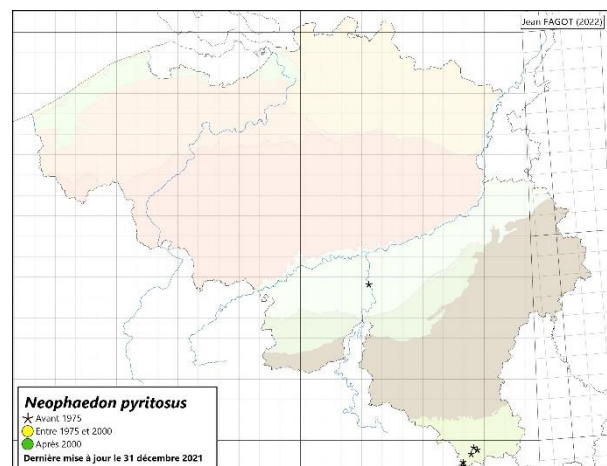 Jean FAGOT (2022)
Neophaedon pyritosus
Avant 1975
Entre 1975 et 2000
Après 2000
Dernière mise à jour le 31 décembre 2021